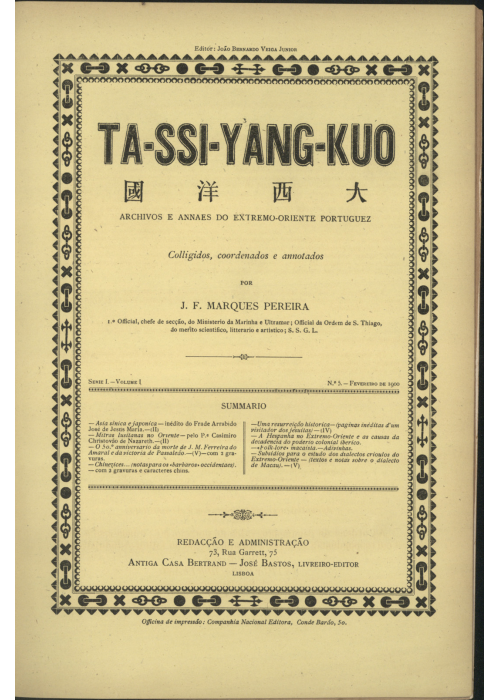 Editor: João Bernardo Veiga Junior
TA-SSI-YANG-KUO
國 洋 西 大
ARCHIVOS E ANNAES DO EXTREMO-ORIENTE PORTUGUEZ
Colligidos, coordenados e annotados
POR
J. F. MARQUES PEREIRA
1.º Official, chefe de secção, do Ministerio da Marinha e Ultramar; Official da Ordem de S. Thiago,
do merito scientifico, litterario e artistico; S. S. G. L.
SERIE I.—VOLUME I
N.º 5. – FEVEREIRO DE 1900
SUMMARIO
— Asia sinica e japonica — inédito do Frade Arrabido
José de Jesus Maria.—(II)
— Mitras lusitanas no Oriente — pelo P.e Casimiro
Christovão de Nazareth.—(II)
— O 50.º anniversario da morte de J. M. Ferreira do
Amaral e da victoria de Passaleão.—(V)—com 2 gra-
vuras.
— Chinezices... (notas para os «barbaros» occidentaes).
— com 2 gravuras e caracteres chins.
— Uma resurreição historica— (paginas ineditas d'um
visitador dos jesuitas) — (IV)
— A Hespanha no Extremo-Oriente e as causas da
decadencia do poderio colonial iberico.
— «Folk-lore» macaista. — Adivinhas.
— Subsidios para o estudo dos dialectos crioulos do
Extremo-Oriente — (textos e notas sobre o dialecto
de Macau). — (V)
REDACÇÃO E ADMINISTRAÇÃO
73, Rua Garrett, 75
ANTIGA CASA BERTRAND — JOSÉ BASTOS, LIVREIRO-EDITOR
LISBOA
Officina de impressão: Companhia Nacional Editora, Conde Barão, 50.